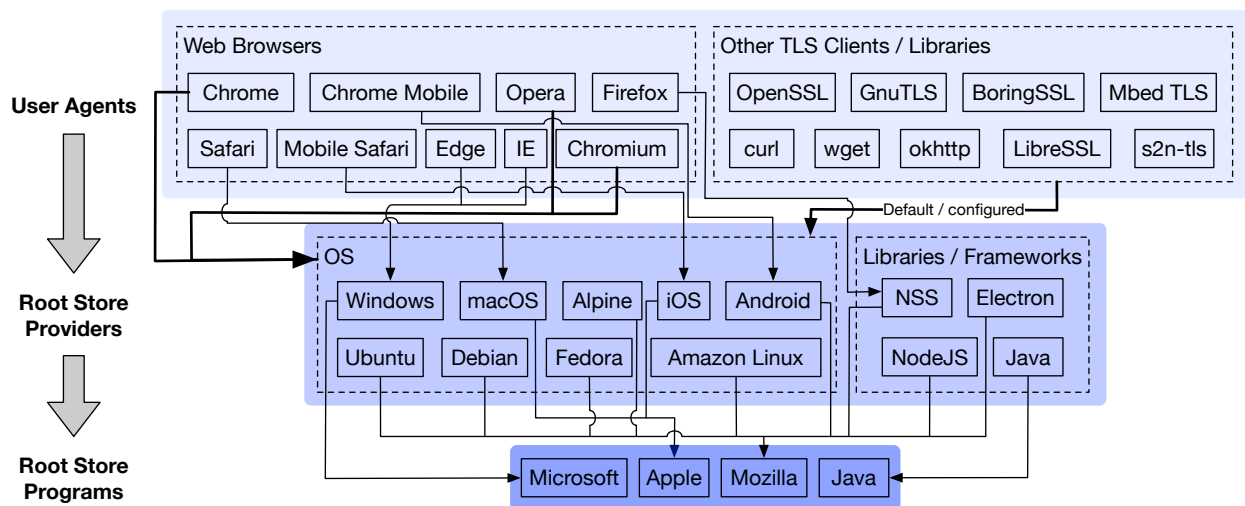 Web Browsers
Other TLS Clients / Libraries
User Agents
Chrome
Chrome Mobile
Opera
Firefox
OpenSSL
GnuTLS
BoringSSL
Mbed TLS
Safari
Mobile Safari
Edge
IE
Chromium
curl
wget
okhttp
LibreSSL
s2n-tls
Default / configured
Root Store
Providers
OS
Libraries / Frameworks
Windows
macOS
Alpine
iOS
Android
NSS
Electron
Ubuntu
Debian
Fedora
Amazon Linux
NodeJS
Java
Root Store
Programs
Microsoft
Apple
Mozilla
Java